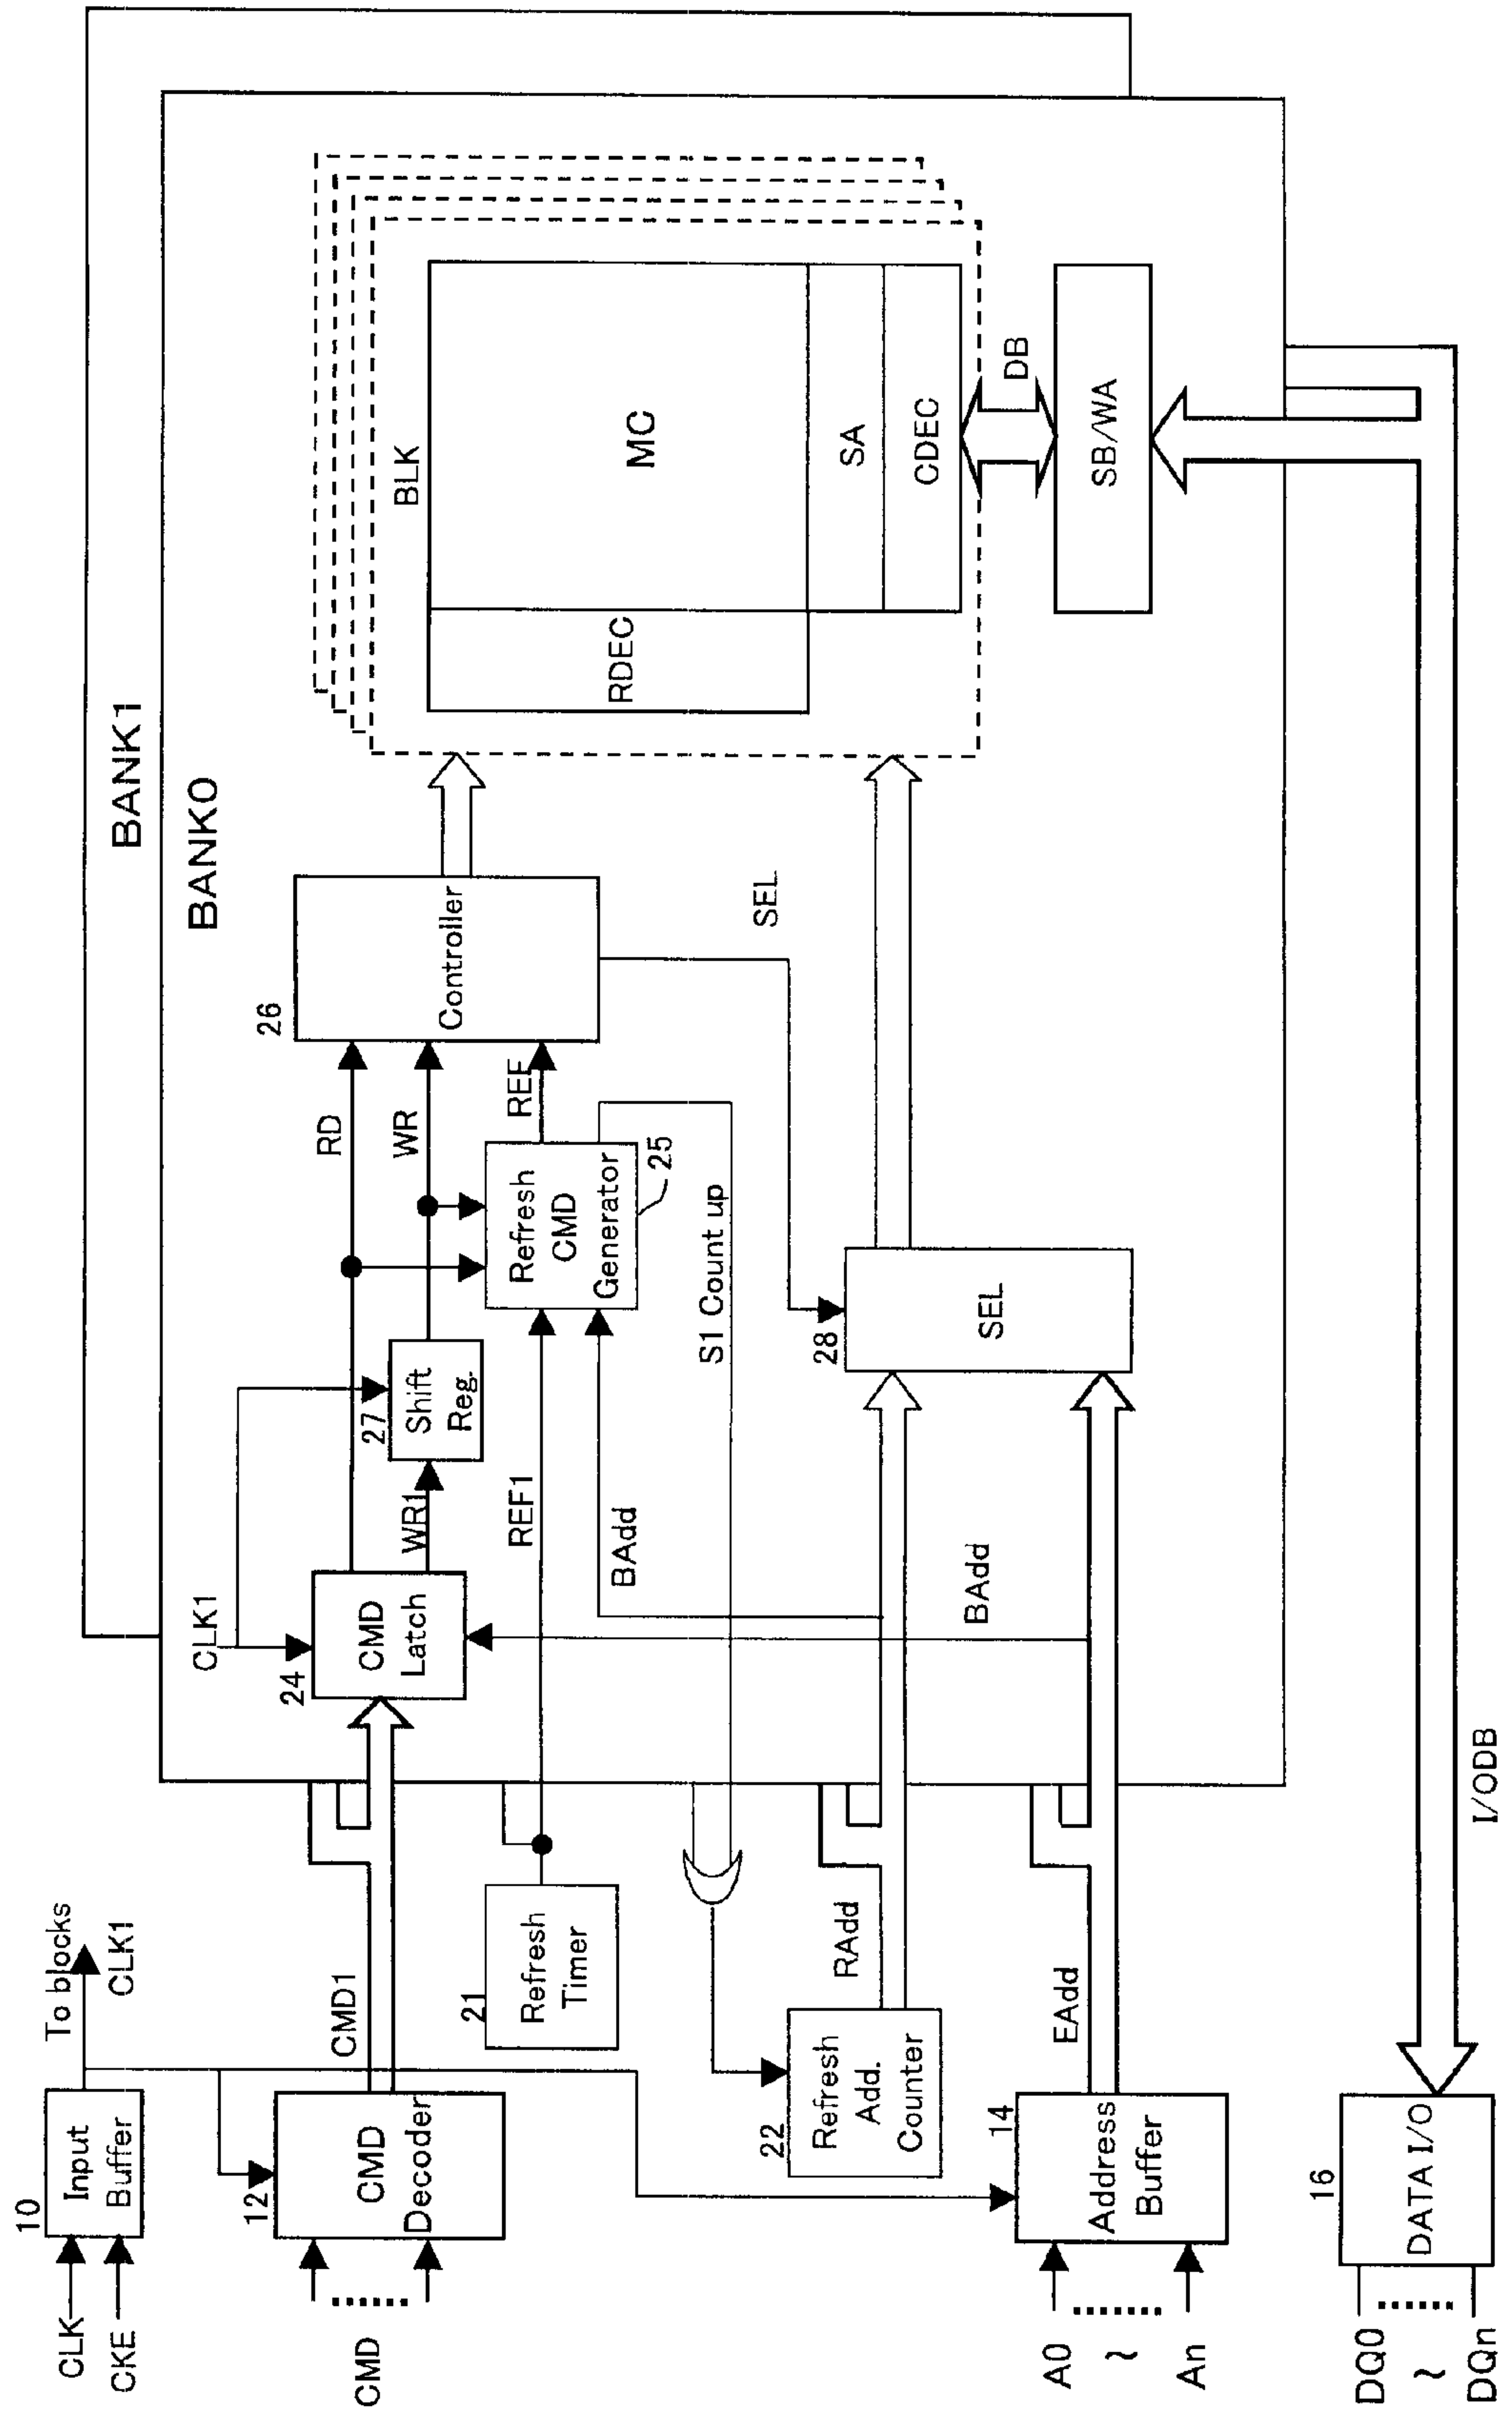 BANK1
BANK0
CLK
CKE
10
Input
Buffer
To blocks
CLK1
CMD
12
CMD
Decoder
CMD1
24
CMD
Latch
CLK1
RD
WR1
27
Shift
Reg.
WR
26
Controller
21
Refresh
Timer
REF1
BAdd
Refresh
CMD
Generator
25
REF
S1 Count up
SEL
22
Refresh
Add.
Counter
RAdd
BAdd
28
SEL
A0
~
An
14
Address
Buffer
EAdd
BLK
RDEC
MC
SA
CDEC
DB
SB/WA
DQ0
~
DQn
16
DATA I/O
I/ODB